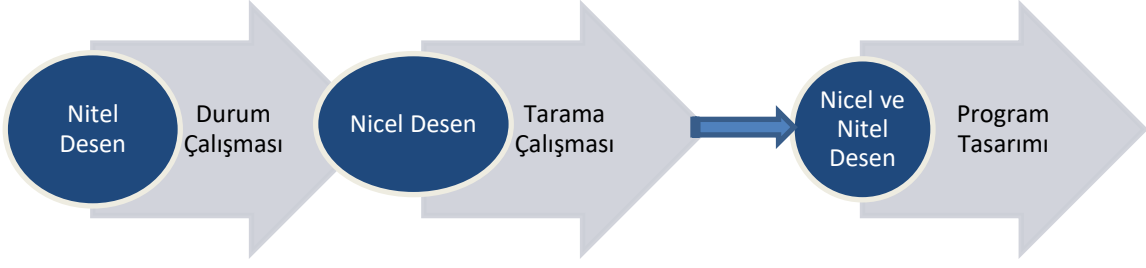 Nitel
Desen
Durum
Çalışması
Nicel Desen
Tarama
Çalışması
Nicel ve
Nitel
Desen
Program
Tasarımı